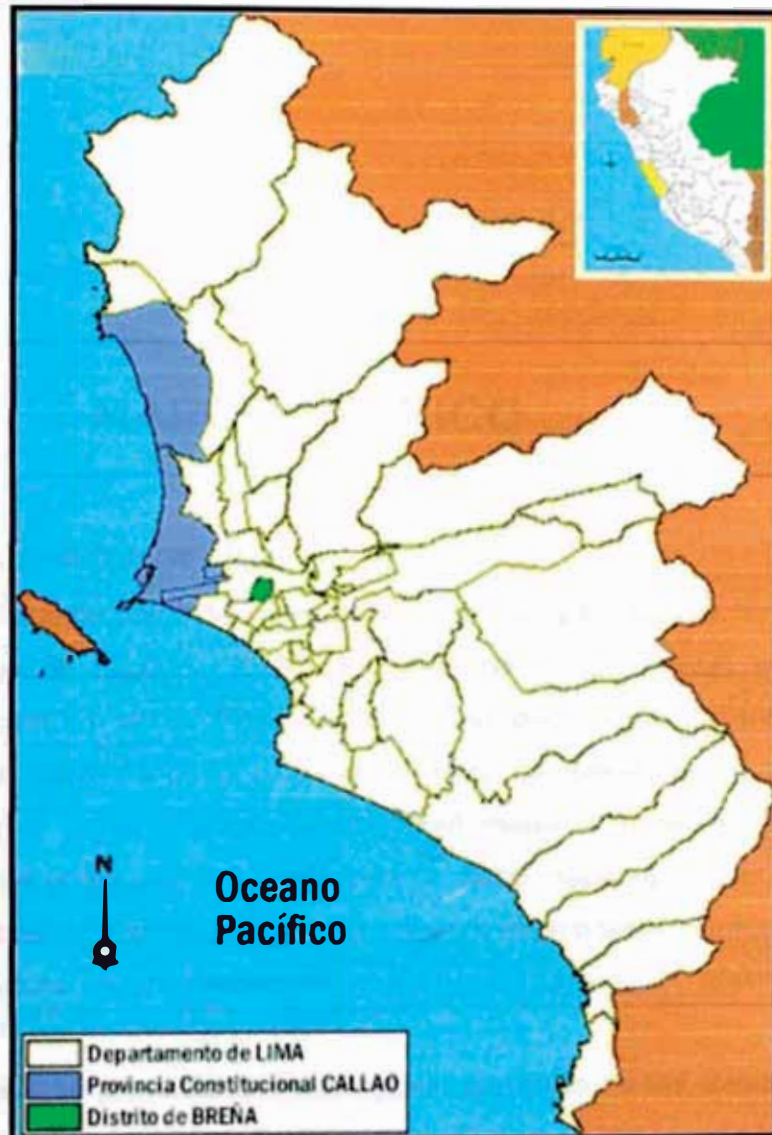 N
Oceano
Pacífico
Departamento de LIMA
Provincia Constitucional CALLAO
Distrito de BREÑA